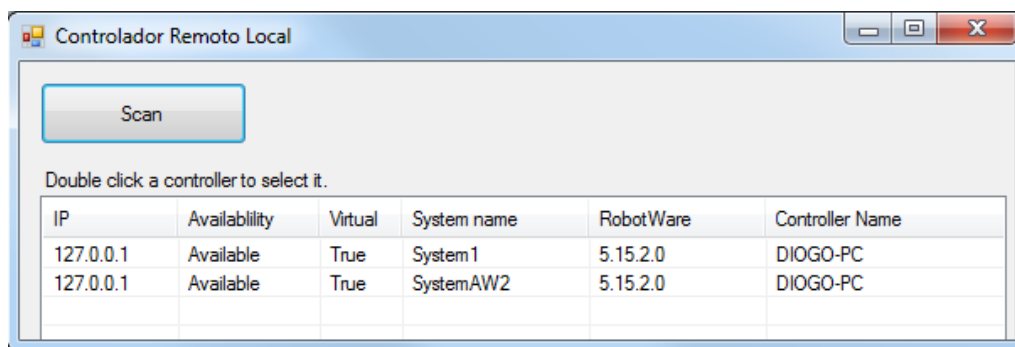 Controlador Remoto Local
Scan
Double click a controller to select it.
IP Availablility Virtual System name RobotWare Controller Name
127.0.0.1 Available True System1 5.15.2.0 DIOGO-PC
127.0.0.1 Available True SystemAW2 5.15.2.0 DIOGO-PC